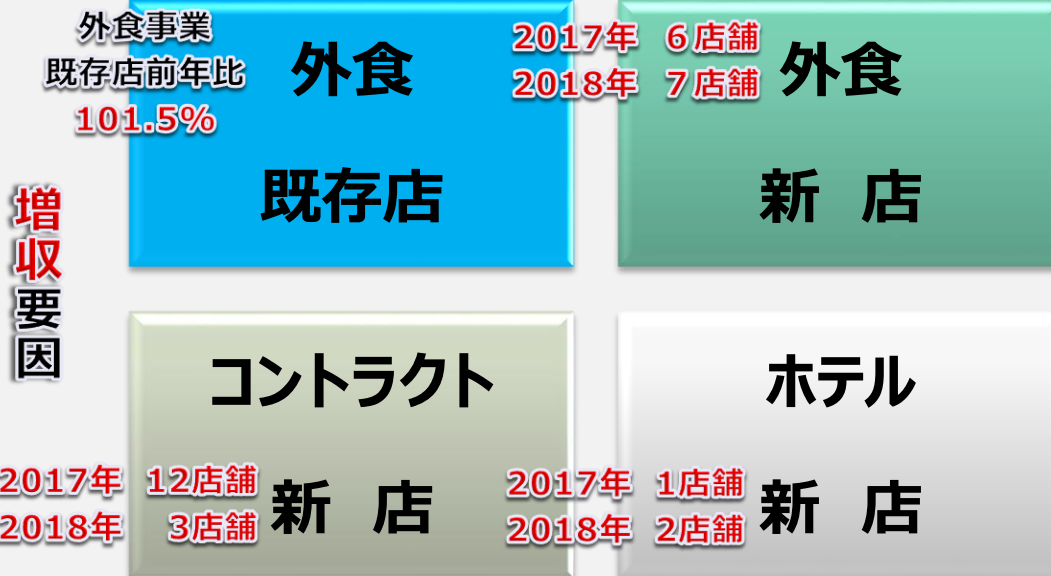 増収要因
外食事業
既存店前年比
101.5%
外食
既存店
2017年 6店舗
2018年 7店舗
外食
新 店
コントラクト
2017年 12店舗
2018年 3店舗
新 店
ホテル
2017年 1店舗
2018年 2店舗
新 店